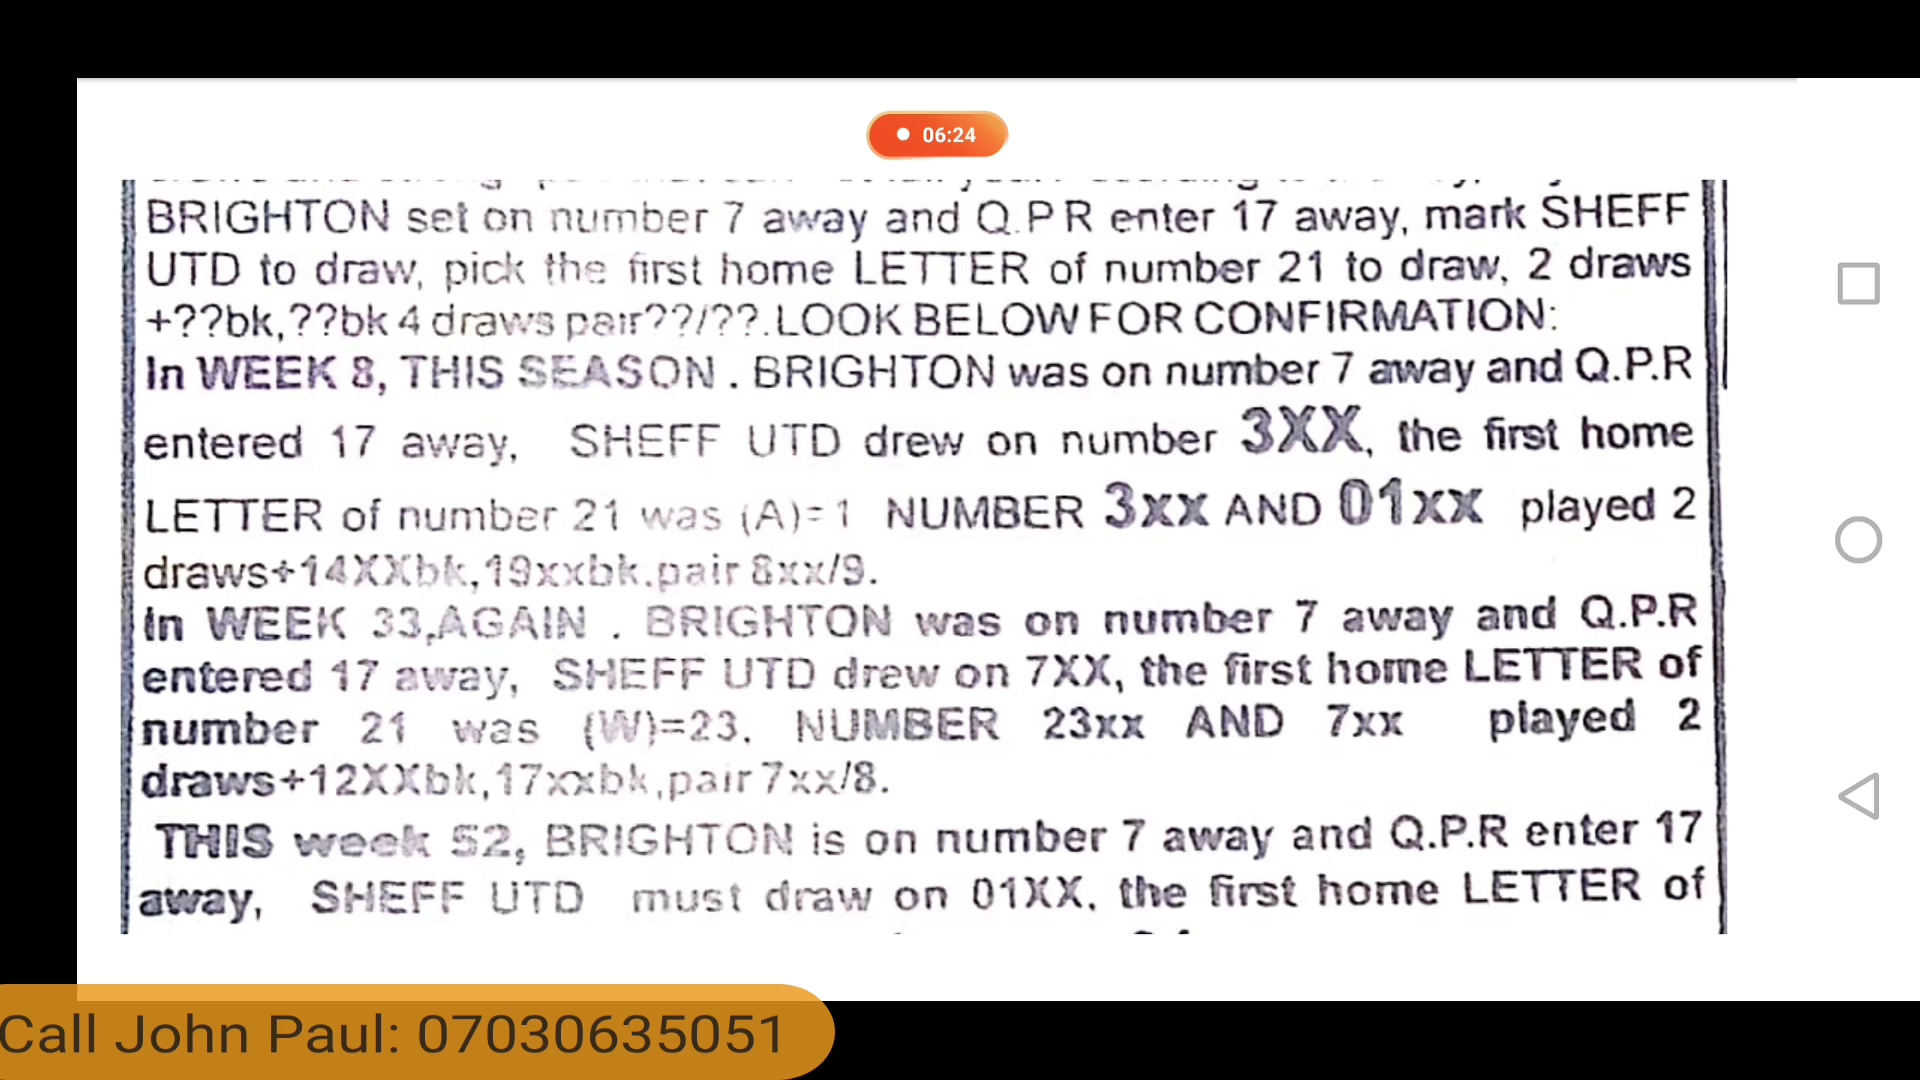 06:24
BRIGHTON set on number 7 away and Q.P R enter 17 away, mark SHEFF
UTD to draw, pick the first home LETTER of number 21 to draw, 2 draws
+??bk,??bk 4 draws pair??/??.LOOK BELOW FOR CONFIRMATION:
In WEEK 8, THIS SEASON . BRIGHTON was on number 7 away and Q.P.R
entered 17 away, SHEFF UTD drew on number 3XX, the first home
LETTER of number 21 was (A)=1 NUMBER 3xx AND 01xx played 2
draws+14XXbk,19xxbk.pair 8xx/9.
In WEEK 33,AGAIN . BRIGHTON was on number 7 away and Q.P.R
entered 17 away, SHEFF UTD drew on 7XX, the first home LETTER of
number 21 was (W)=23. NUMBER 23xx AND 7xx played 2
draws+12XXbk,17xxbk,pair 7xx/8.
THIS week 52, BRIGHTON is on number 7 away and Q.P.R enter 17
away, SHEFF UTD must draw on 01XX. the first home LETTER of
Call John Paul: 07030635051